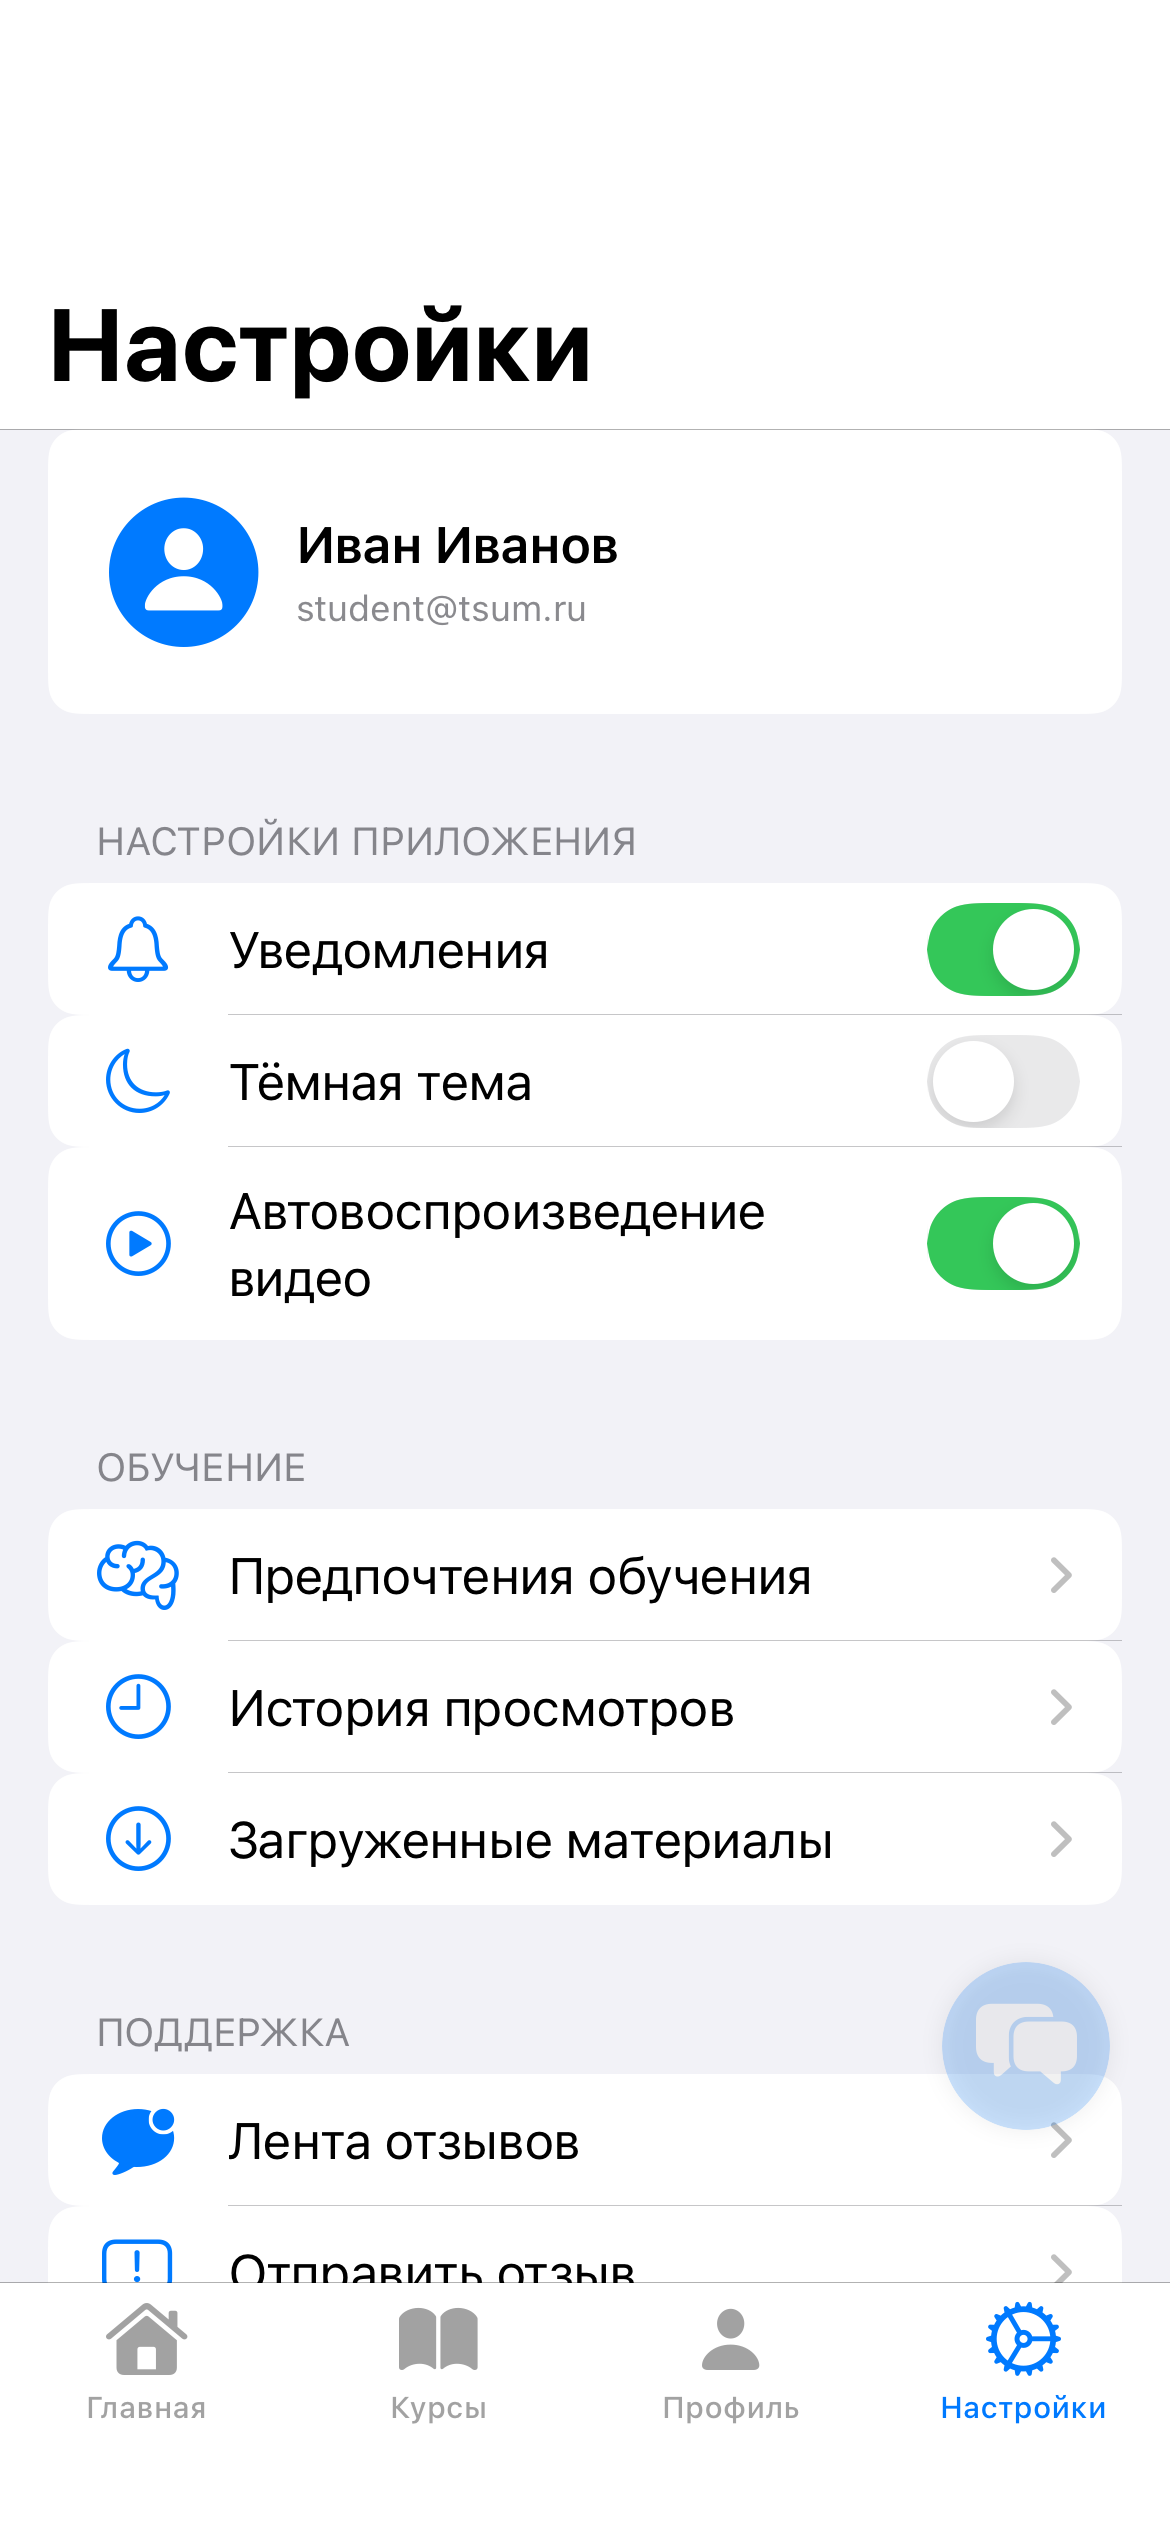 Настройки
Иван Иванов
student@tsum.ru
НАСТРОЙКИ ПРИЛОЖЕНИЯ
Уведомления
Тёмная тема
Автовоспроизведение
видео
ОБУЧЕНИЕ
Предпочтения обучения
История просмотров
Загруженные материалы
ПОДДЕРЖКА
Лента отзывов
Отправить отзыв
Главная
Курсы
Профиль
Настройки